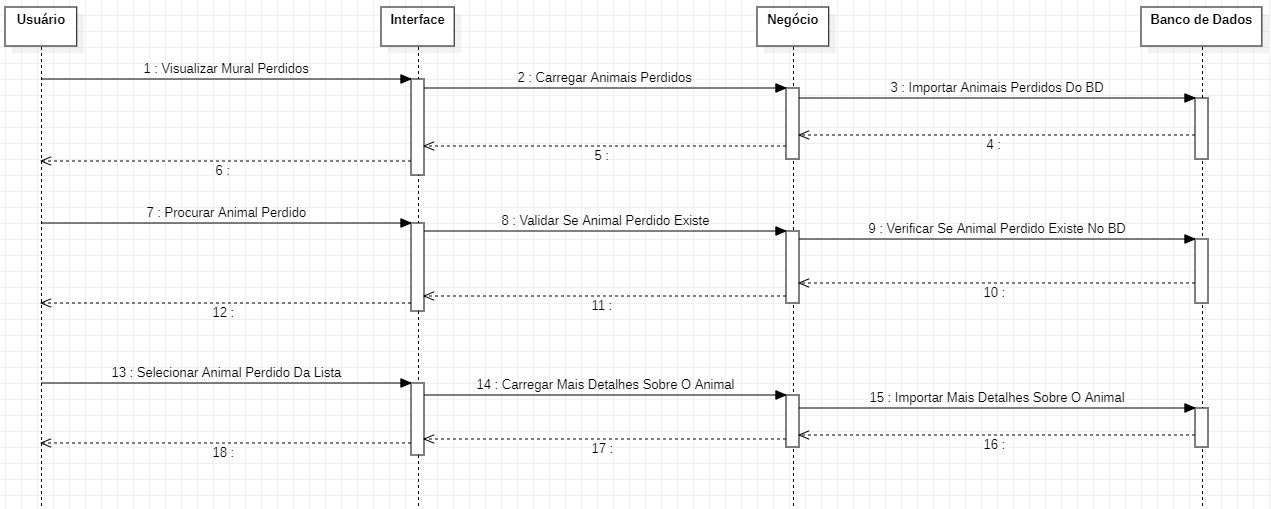 Usuário
Interface
Negócio
Banco de Dados
1 : Visualizar Mural Perdidos
2 : Carregar Animais Perdidos
3 : Importar Animais Perdidos Do BD
4 :
5 :
6 :
7 : Procurar Animal Perdido
8 : Validar Se Animal Perdido Existe
9 : Verificar Se Animal Perdido Existe No BD
10 :
11 :
12 :
13 : Selecionar Animal Perdido Da Lista
14 : Carregar Mais Detalhes Sobre O Animal
15 : Importar Mais Detalhes Sobre O Animal
16 :
17 :
18 :